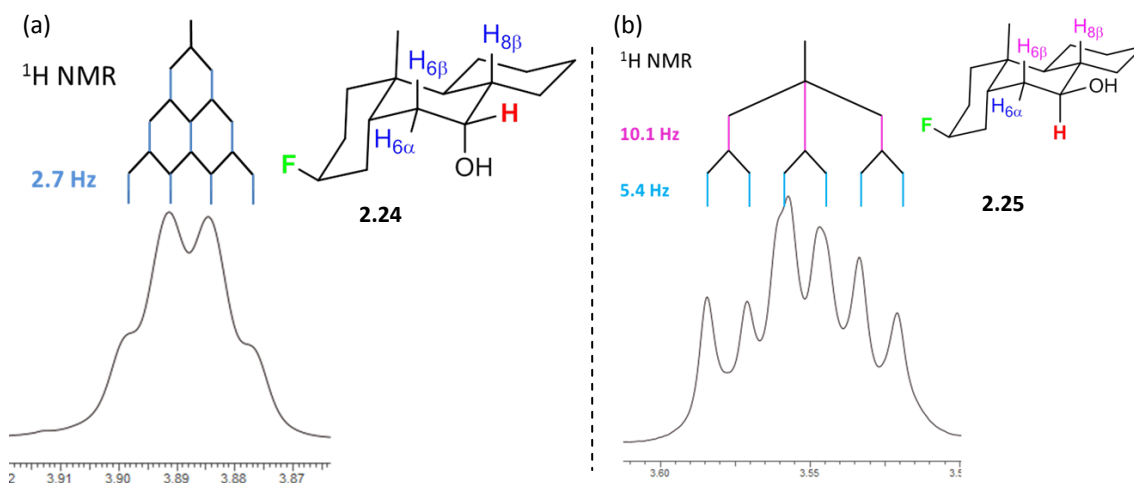 (a)
¹H NMR
2.7 Hz
H6β
H8β
H6α
H
F
OH
2.24
2 3.91 3.90 3.89 3.88 3.87
(b)
¹H NMR
10.1 Hz
5.4 Hz
H6β
H8β
H6α
OH
F
H
2.25
3.60 3.55 3.5